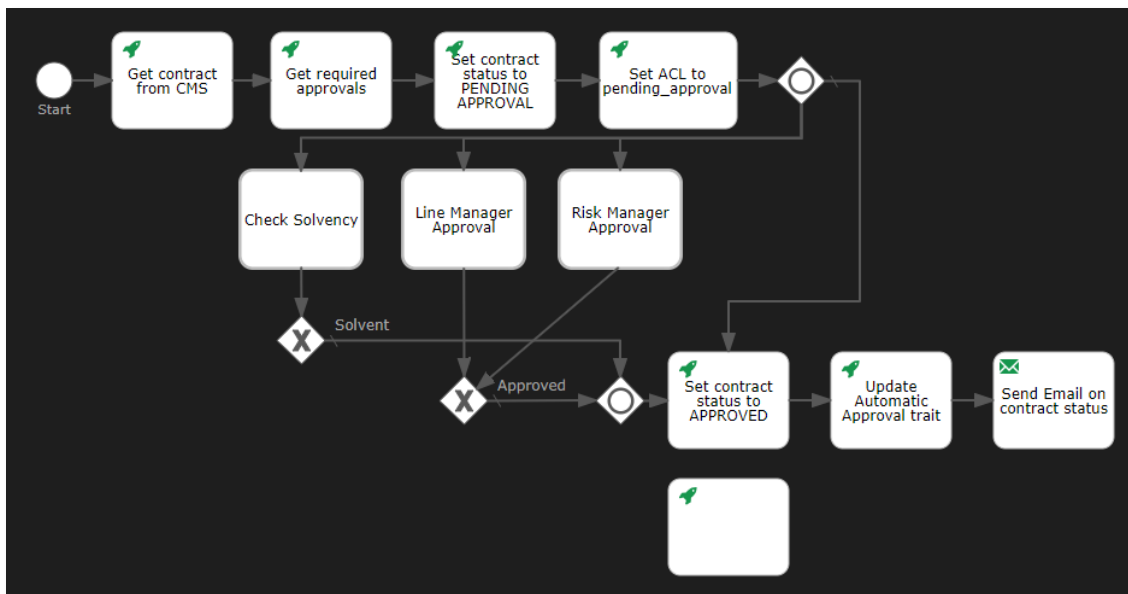 Start
Get contract
from CMS
Get required
approvals
Set contract
status to
PENDING
APPROVAL
Set ACL to
pending_approval
Check Solvency
Line Manager
Approval
Risk Manager
Approval
Solvent
Approved
Set contract
status to
APPROVED
Update
Automatic
Approval trait
Send Email on
contract status